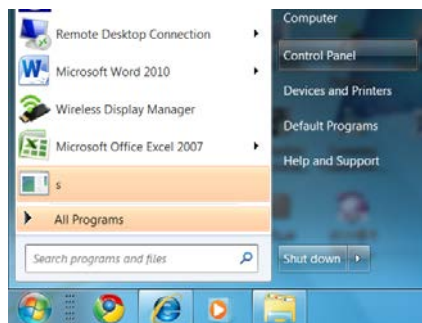 Remote Desktop Connection
Microsoft Word 2010
Wireless Display Manager
Microsoft Office Excel 2007
s
All Programs
Search programs and files
Computer
Control Panel
Devices and Printers
Default Programs
Help and Support
Shut down